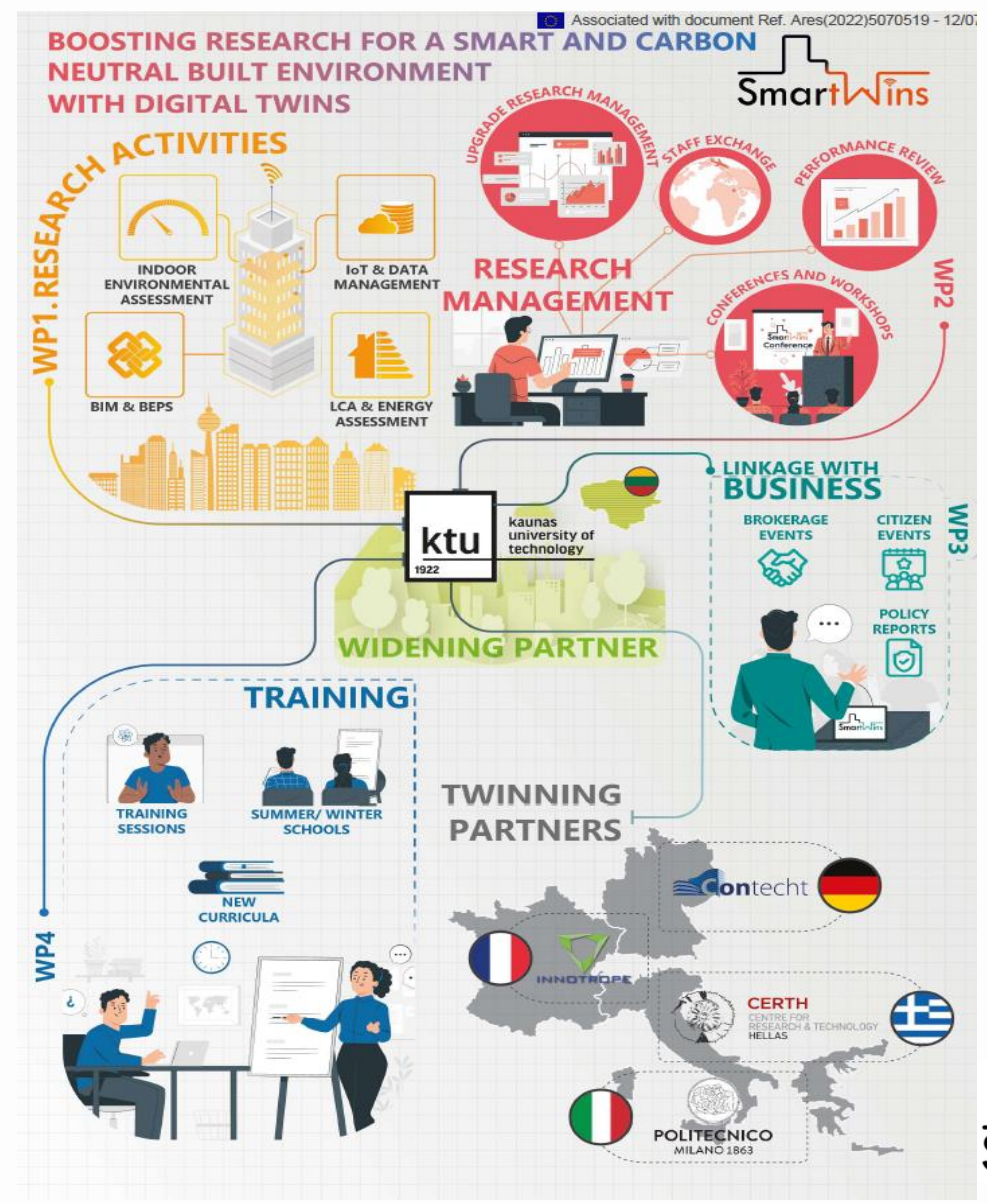 Associated with document Ref. Ares(2022)5070519 - 12/07
BOOSTING RESEARCH FOR A SMART AND CARBON
NEUTRAL BUILT ENVIRONMENT
WITH DIGITAL TWINS
SmartWins
WP1. RESEARCH ACTIVITIES
INDOOR
ENVIRONMENTAL
ASSESSMENT
IoT & DATA
MANAGEMENT
BIM & BEPS
LCA & ENERGY
ASSESSMENT
UPGRADE RESEARCH MANAGEMENT
STAFF EXCHANGE
PERFORMANCE REVIEW
RESEARCH
MANAGEMENT
WP2
CONFERENCES AND WORKSHOPS
SmartWins
Conference
ktu
1922
kaunas
university of
technology
WIDENING PARTNER
LINKAGE WITH
BUSINESS
WP3
BROKERAGE
EVENTS
CITIZEN
EVENTS
POLICY
REPORTS
SmartWins
TRAINING
TRAINING
SESSIONS
SUMMER/ WINTER
SCHOOLS
NEW
CURRICULA
WP4
¿
TWINNING
PARTNERS
Contecht
INNOTROPE
CERTH
CENTRE FOR
RESEARCH & TECHNOLOGY
HELLAS
POLITECNICO
MILANO 1863